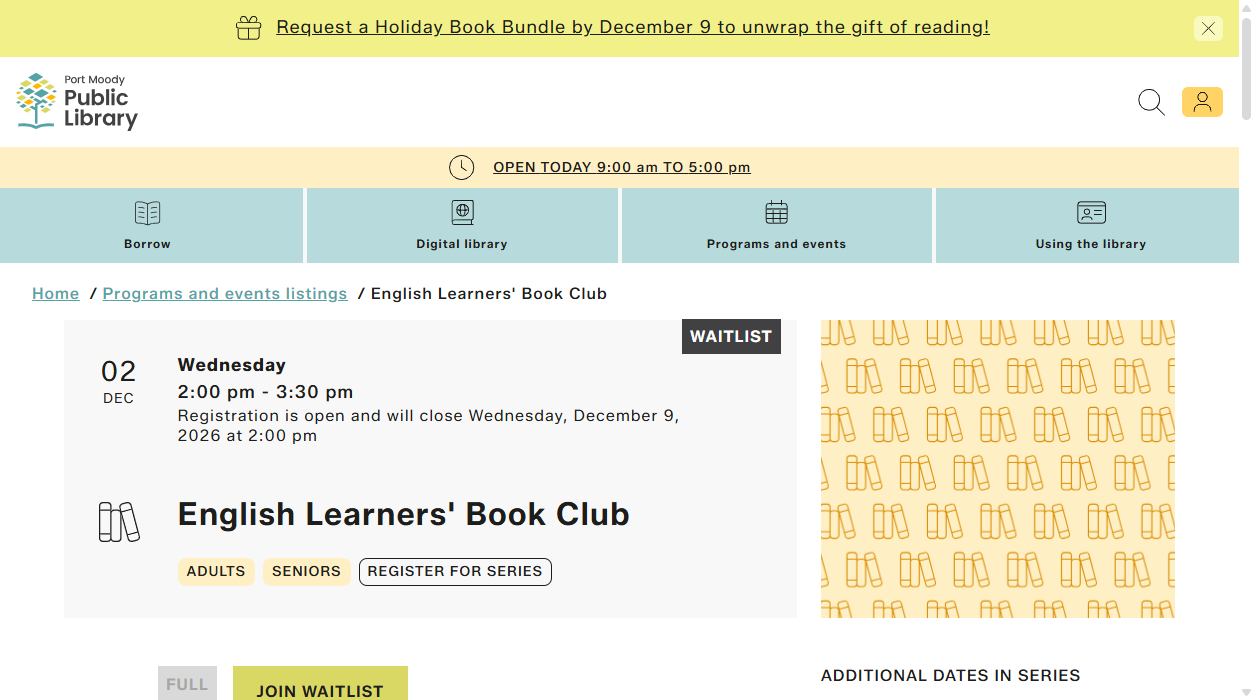 Request a Holiday Book Bundle by December 9 to unwrap the gift of reading!
Port Moody
Public
Library
OPEN TODAY 9:00 am TO 5:00 pm
Borrow
Digital library
Programs and events
Using the library
Home / Programs and events listings / English Learners' Book Club
WAITLIST
02
DEC
Wednesday
2:00 pm - 3:30 pm
Registration is open and will close Wednesday, December 9,
2026 at 2:00 pm
English Learners' Book Club
ADULTS
SENIORS
REGISTER FOR SERIES
FULL
JOIN WAITLIST
ADDITIONAL DATES IN SERIES